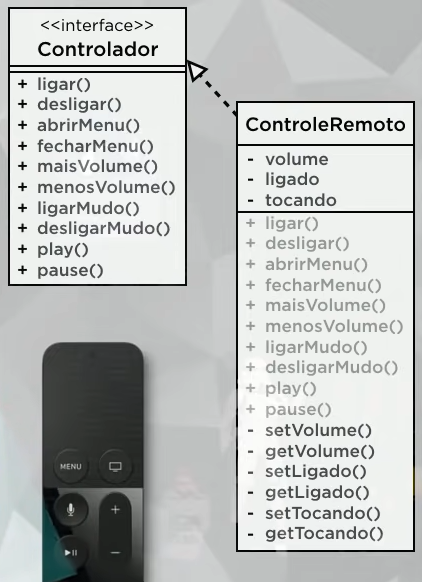 <<interface>>
Controlador
+ ligar()
+ desligar()
+ abrirMenu()
+ fecharMenu()
+ maisVolume()
+ menosVolume()
+ ligarMudo()
+ desligarMudo()
+ play()
+ pause()
ControleRemoto
- volume
- ligado
- tocando
+ ligar()
+ desligar()
+ abrirMenu()
+ fecharMenu()
+ maisVolume()
+ menosVolume()
+ ligarMudo()
+ desligarMudo()
+ play()
+ pause()
- setVolume()
- getVolume()
- setLigado()
- getLigado()
- setTocando()
- getTocando()
MENU
+
−